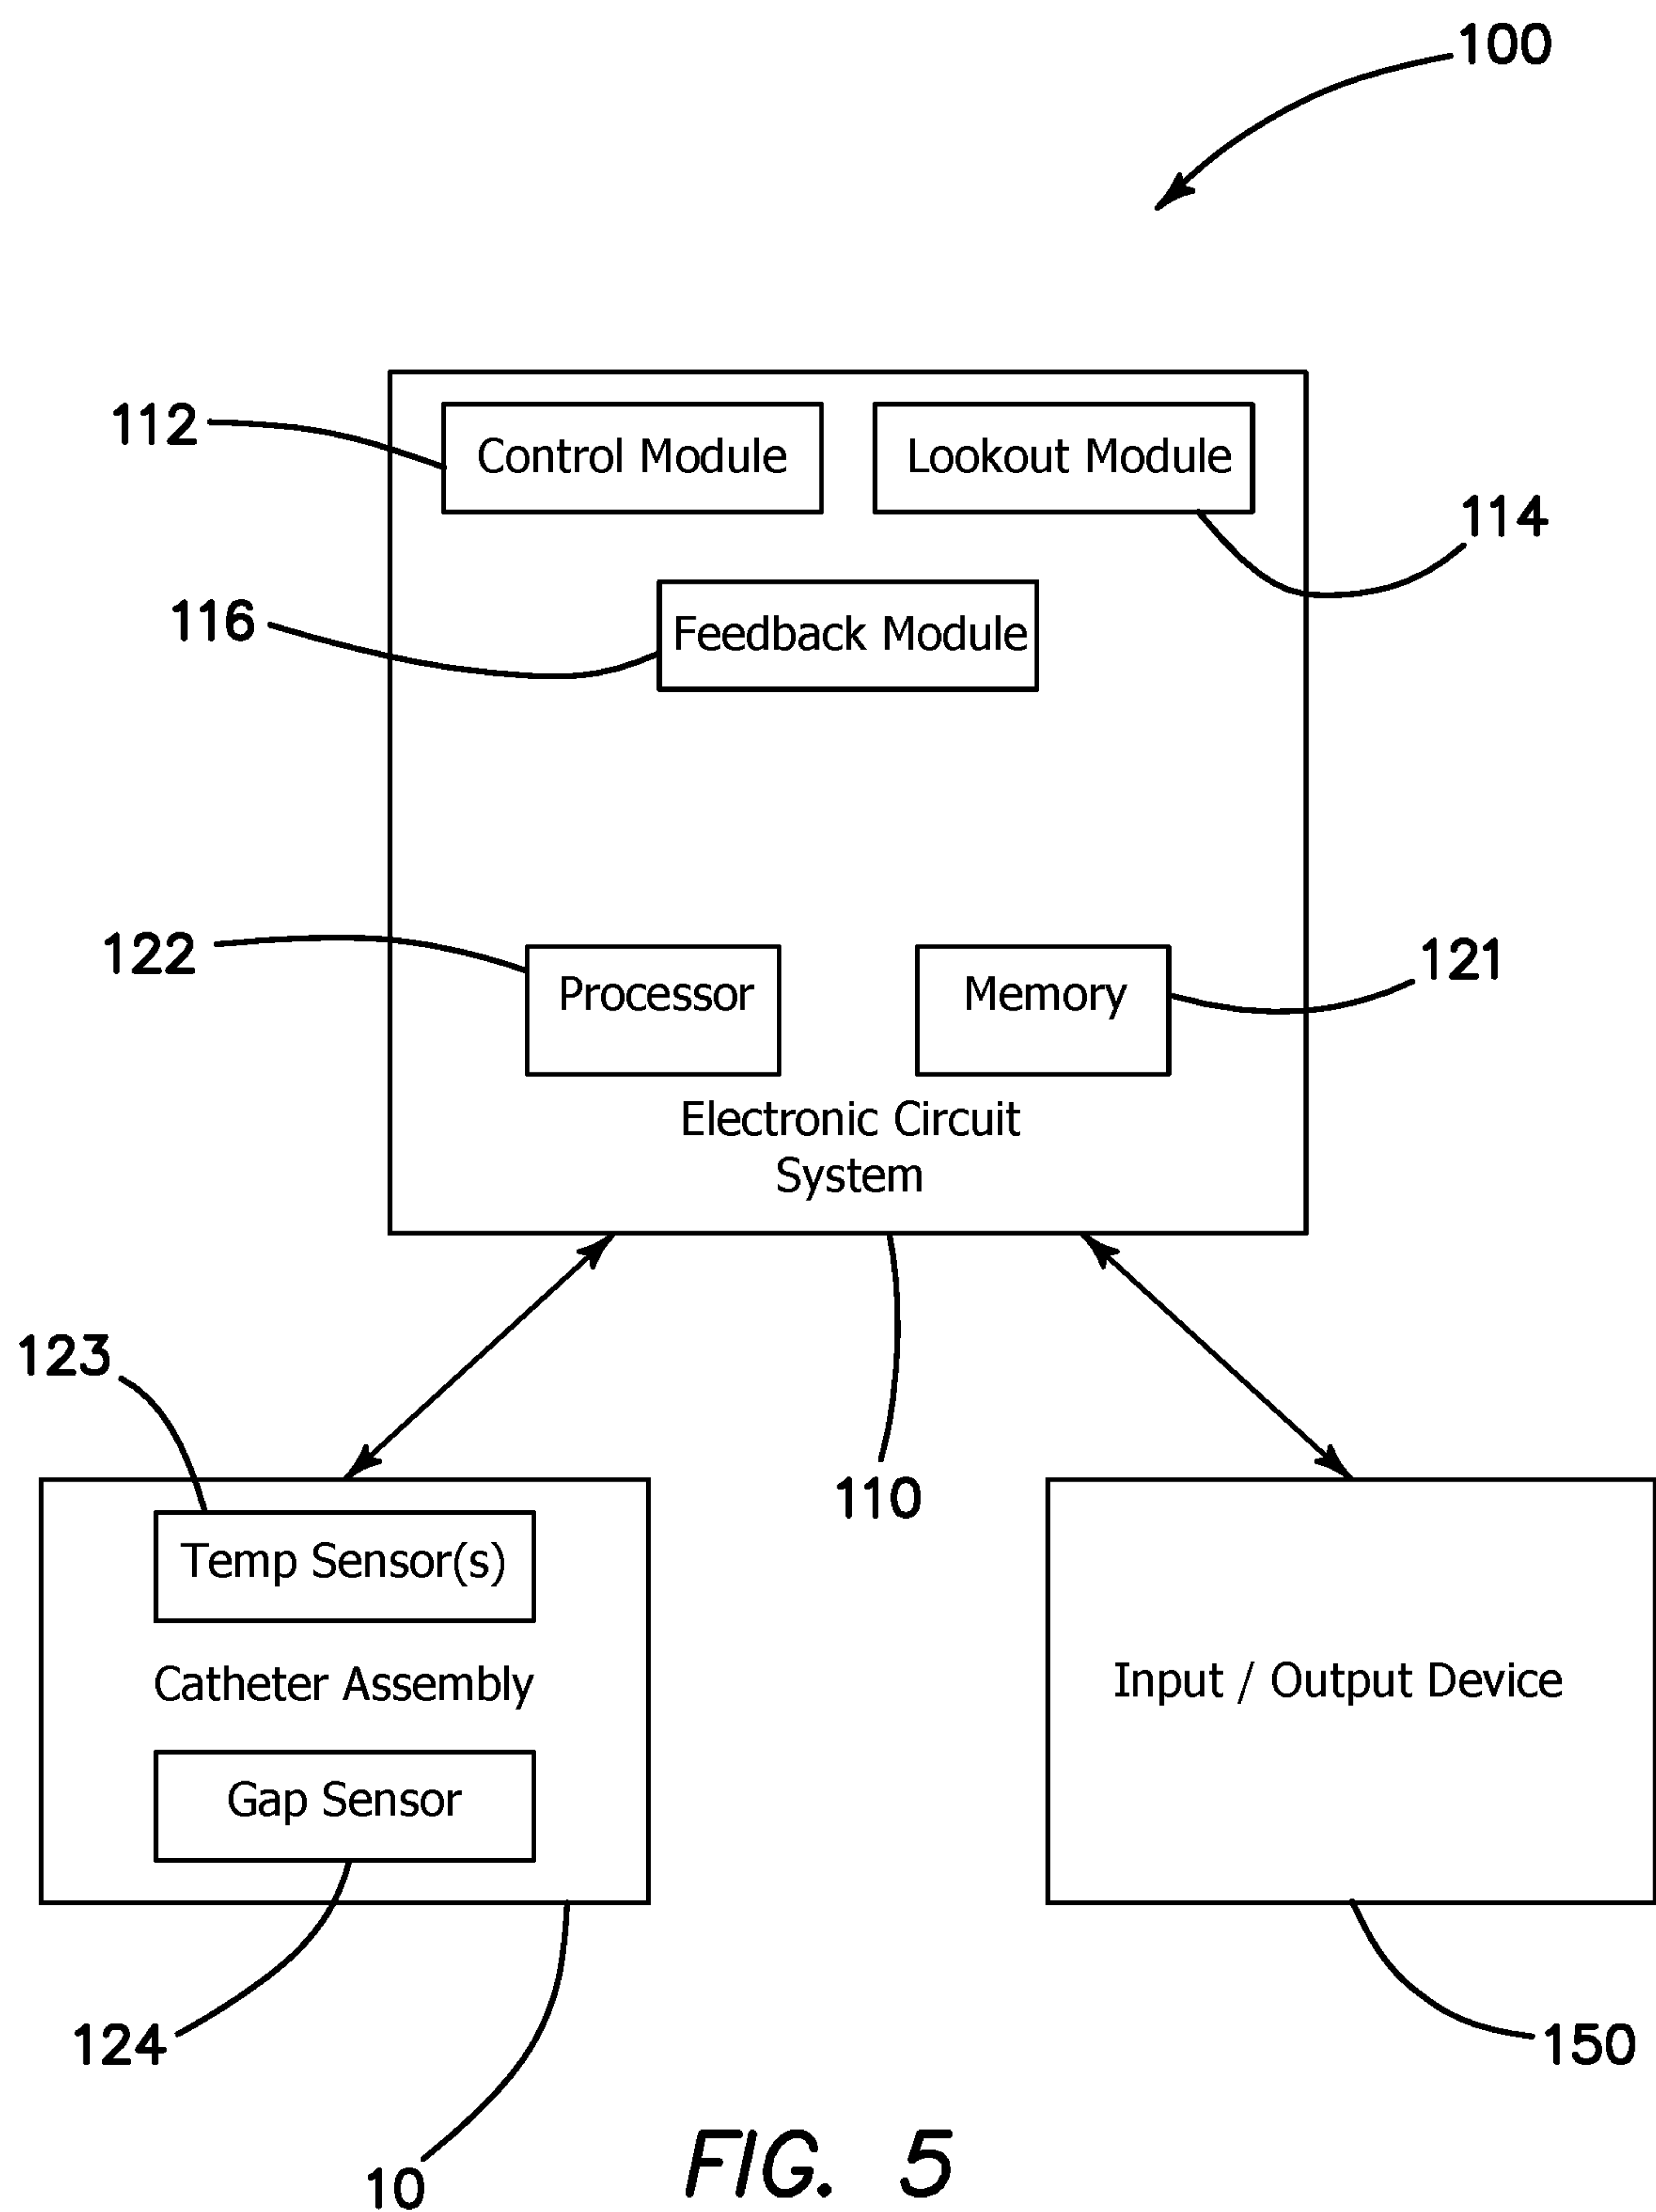 100
112
Control Module
Lookout Module
114
116
Feedback Module
122
Processor
Memory
121
Electronic Circuit
System
123
110
Temp Sensor(s)
Catheter Assembly
Gap Sensor
Input / Output Device
124
150
10
FIG. 5